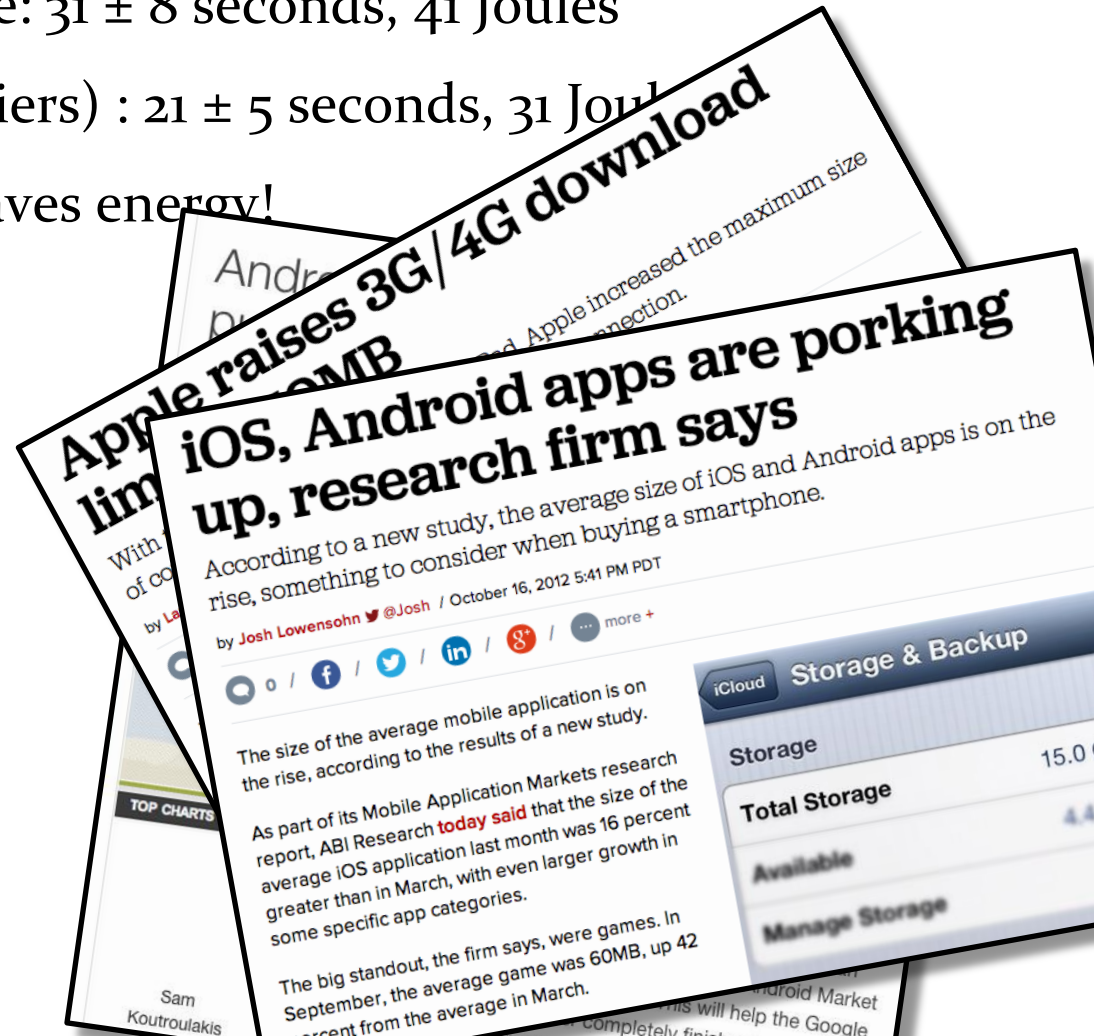 31 ± 8 seconds, 41 Joules
: 21 ± 5 seconds, 31
energy!
Apple raises 3G/4G download
Apple increased the maximum size
With
of
by
iOS, Android apps are porking
up, research firm says
According to a new study, the average size of iOS and Android apps is on the
rise, something to consider when buying a smartphone.
by Josh Lowensohn @Josh / October 16, 2012 5:41 PM PDT
0 / f / / in / g+ / ... more +
The size of the average mobile application is on
the rise, according to the results of a new study.
As part of its Mobile Application Markets research
report, ABI Research today said that the size of the
average iOS application last month was 16 percent
greater than in March, with even larger growth in
some specific app categories.
The big standout, the firm says, were games. In
September, the average game was 60MB, up 42
from the average in March.
iCloud Storage & Backup
Storage
Total Storage 15.0
Available 4.4
Manage Storage
TOP CHARTS
Sam
Koutroulakis
Market
will help the Google
completely